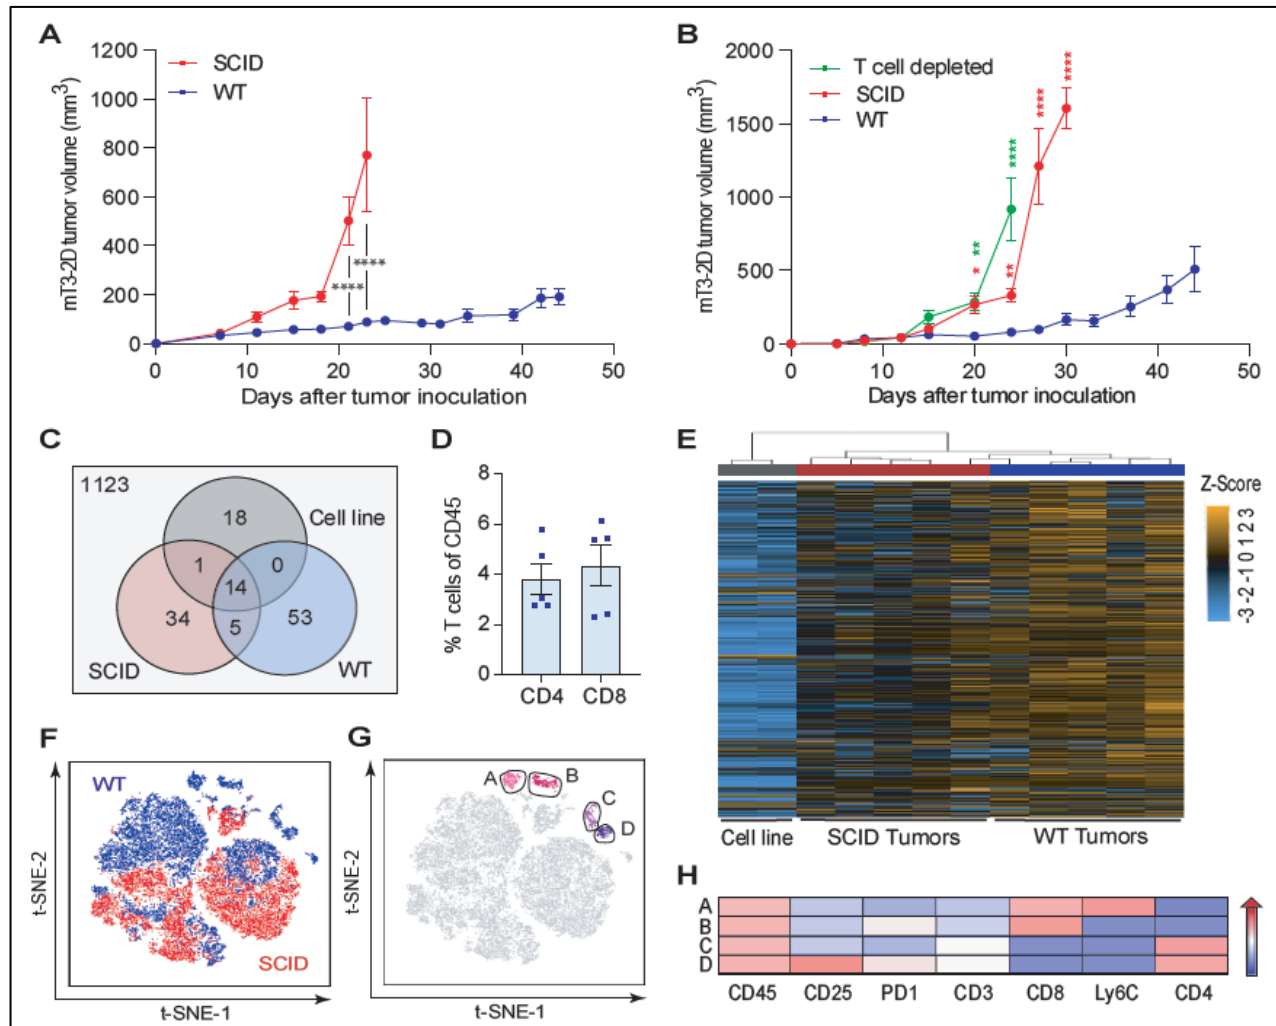 A
1200
1000
800
600
400
200
0
0 10 20 30 40 50
mT3-2D tumor volume (mm3)
Days after tumor inoculation
SCID
WT
****
****
B
2000
1500
1000
500
0
0 10 20 30 40 50
mT3-2D tumor volume (mm3)
Days after tumor inoculation
T cell depleted
SCID
WT
* ** ** **** **** ****
C
1123
18
Cell line
1 0
14
34 5 53
SCID WT
D
8
6
4
2
0
% T cells of CD45
CD4 CD8
E
Z-Score
-3 -2 -1 0 1 2 3
Cell line SCID Tumors WT Tumors
F
WT
SCID
t-SNE-2
t-SNE-1
G
A B
C
D
t-SNE-2
t-SNE-1
H
A
B
C
D
CD45 CD25 PD1 CD3 CD8 Ly6C CD4